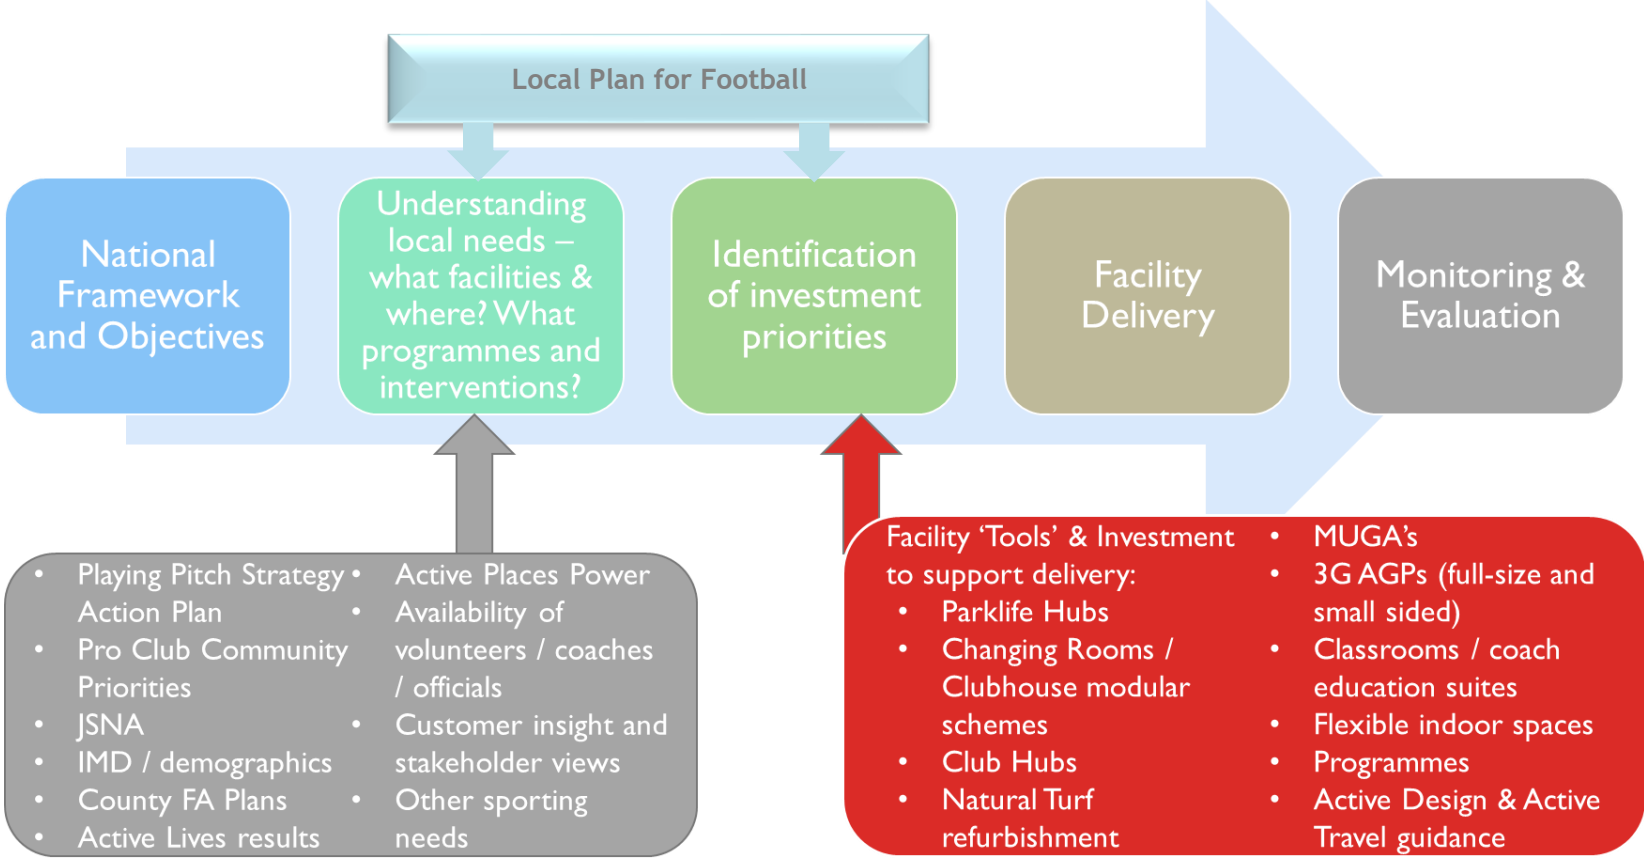 Local Plan for Football
National
Framework
and Objectives
Understanding
local needs –
what facilities &
where? What
programmes and
interventions?
Identification
of investment
priorities
Facility
Delivery
Monitoring &
Evaluation
• Playing Pitch Strategy
Action Plan
• Pro Club Community
Priorities
• JSNA
• IMD / demographics
• County FA Plans
• Active Lives results
• Active Places Power
• Availability of
volunteers / coaches
/ officials
• Customer insight and
stakeholder views
• Other sporting
needs
Facility ‘Tools’ & Investment
to support delivery:
• Parklife Hubs
• Changing Rooms /
Clubhouse modular
schemes
• Club Hubs
• Natural Turf
refurbishment
• MUGA’s
• 3G AGPs (full-size and
small sided)
• Classrooms / coach
education suites
• Flexible indoor spaces
• Programmes
• Active Design & Active
Travel guidance